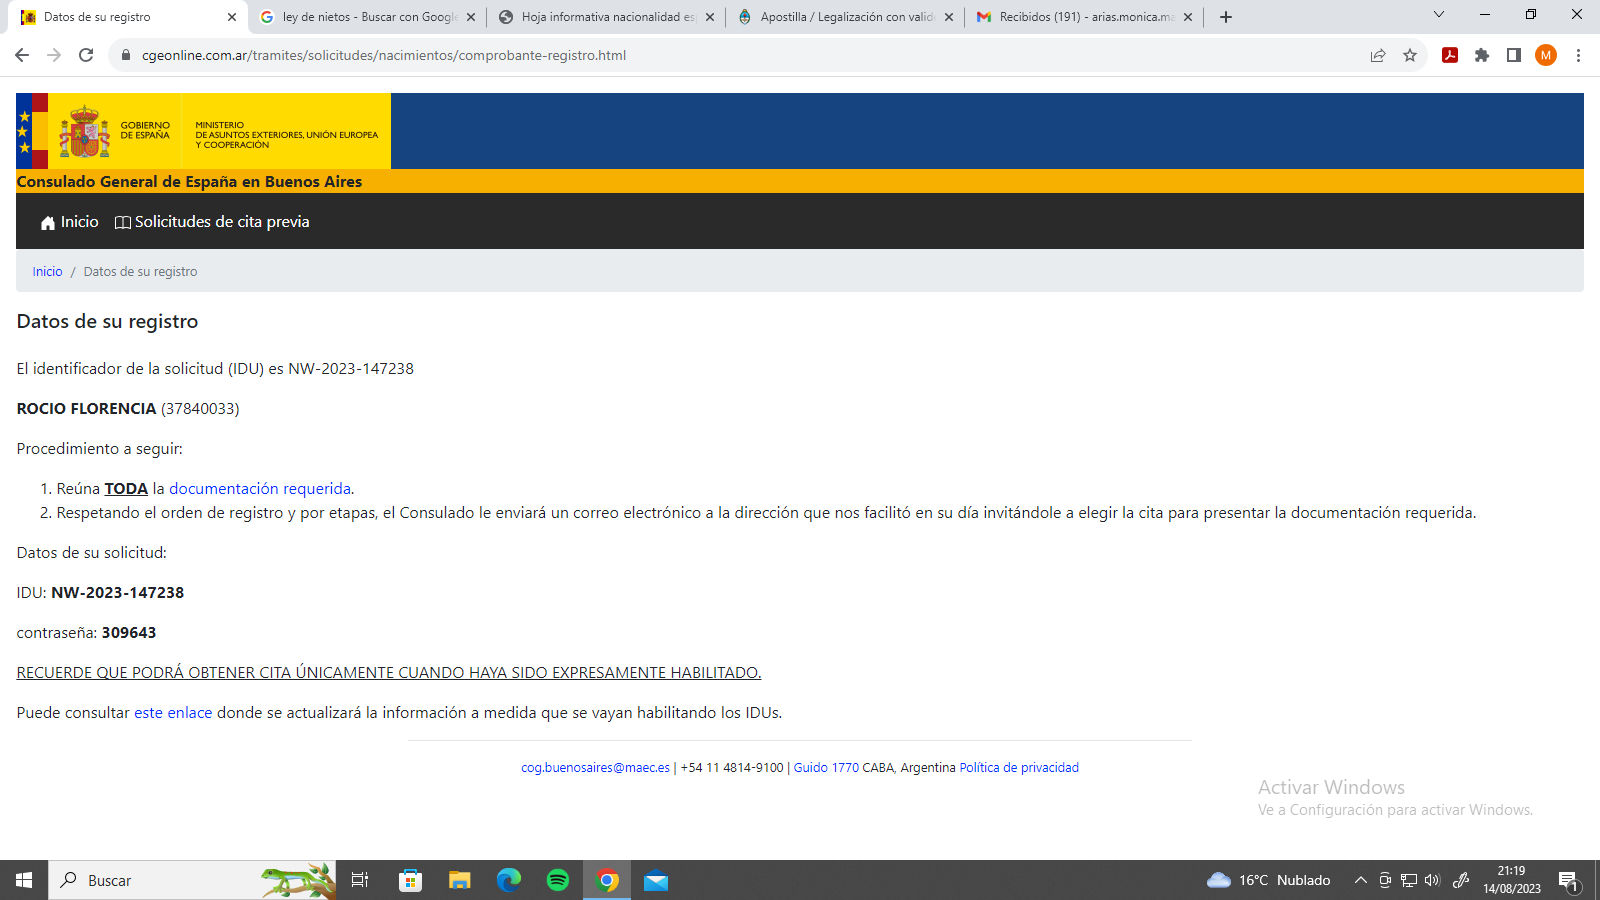 Datos de su registro
ley de nietos - Buscar con Google
Hoja informativa nacionalidad es
Apostilla / Legalización con valid
Recibidos (191) - arias.monica.ma
cgeonline.com.ar/tramites/solicitudes/nacimientos/comprobante-registro.html
M
GOBIERNO
DE ESPAÑA
MINISTERIO
DE ASUNTOS EXTERIORES, UNIÓN EUROPEA
Y COOPERACIÓN
Consulado General de España en Buenos Aires
Inicio
Solicitudes de cita previa
Inicio / Datos de su registro
Datos de su registro
El identificador de la solicitud (IDU) es NW-2023-147238
ROCIO FLORENCIA (37840033)
Procedimiento a seguir:
1. Reúna TODA la documentación requerida.
2. Respetando el orden de registro y por etapas, el Consulado le enviará un correo electrónico a la dirección que nos facilitó en su día invitándole a elegir la cita para presentar la documentación requerida.
Datos de su solicitud:
IDU: NW-2023-147238
contraseña: 309643
RECUERDE QUE PODRÁ OBTENER CITA ÚNICAMENTE CUANDO HAYA SIDO EXPRESAMENTE HABILITADO.
Puede consultar este enlace donde se actualizará la información a medida que se vayan habilitando los IDUs.
cog.buenosaires@maec.es | +54 11 4814-9100 | Guido 1770 CABA, Argentina Política de privacidad
Activar Windows
Ve a Configuración para activar Windows.
Buscar
16°C Nublado
21:19
14/08/2023
1